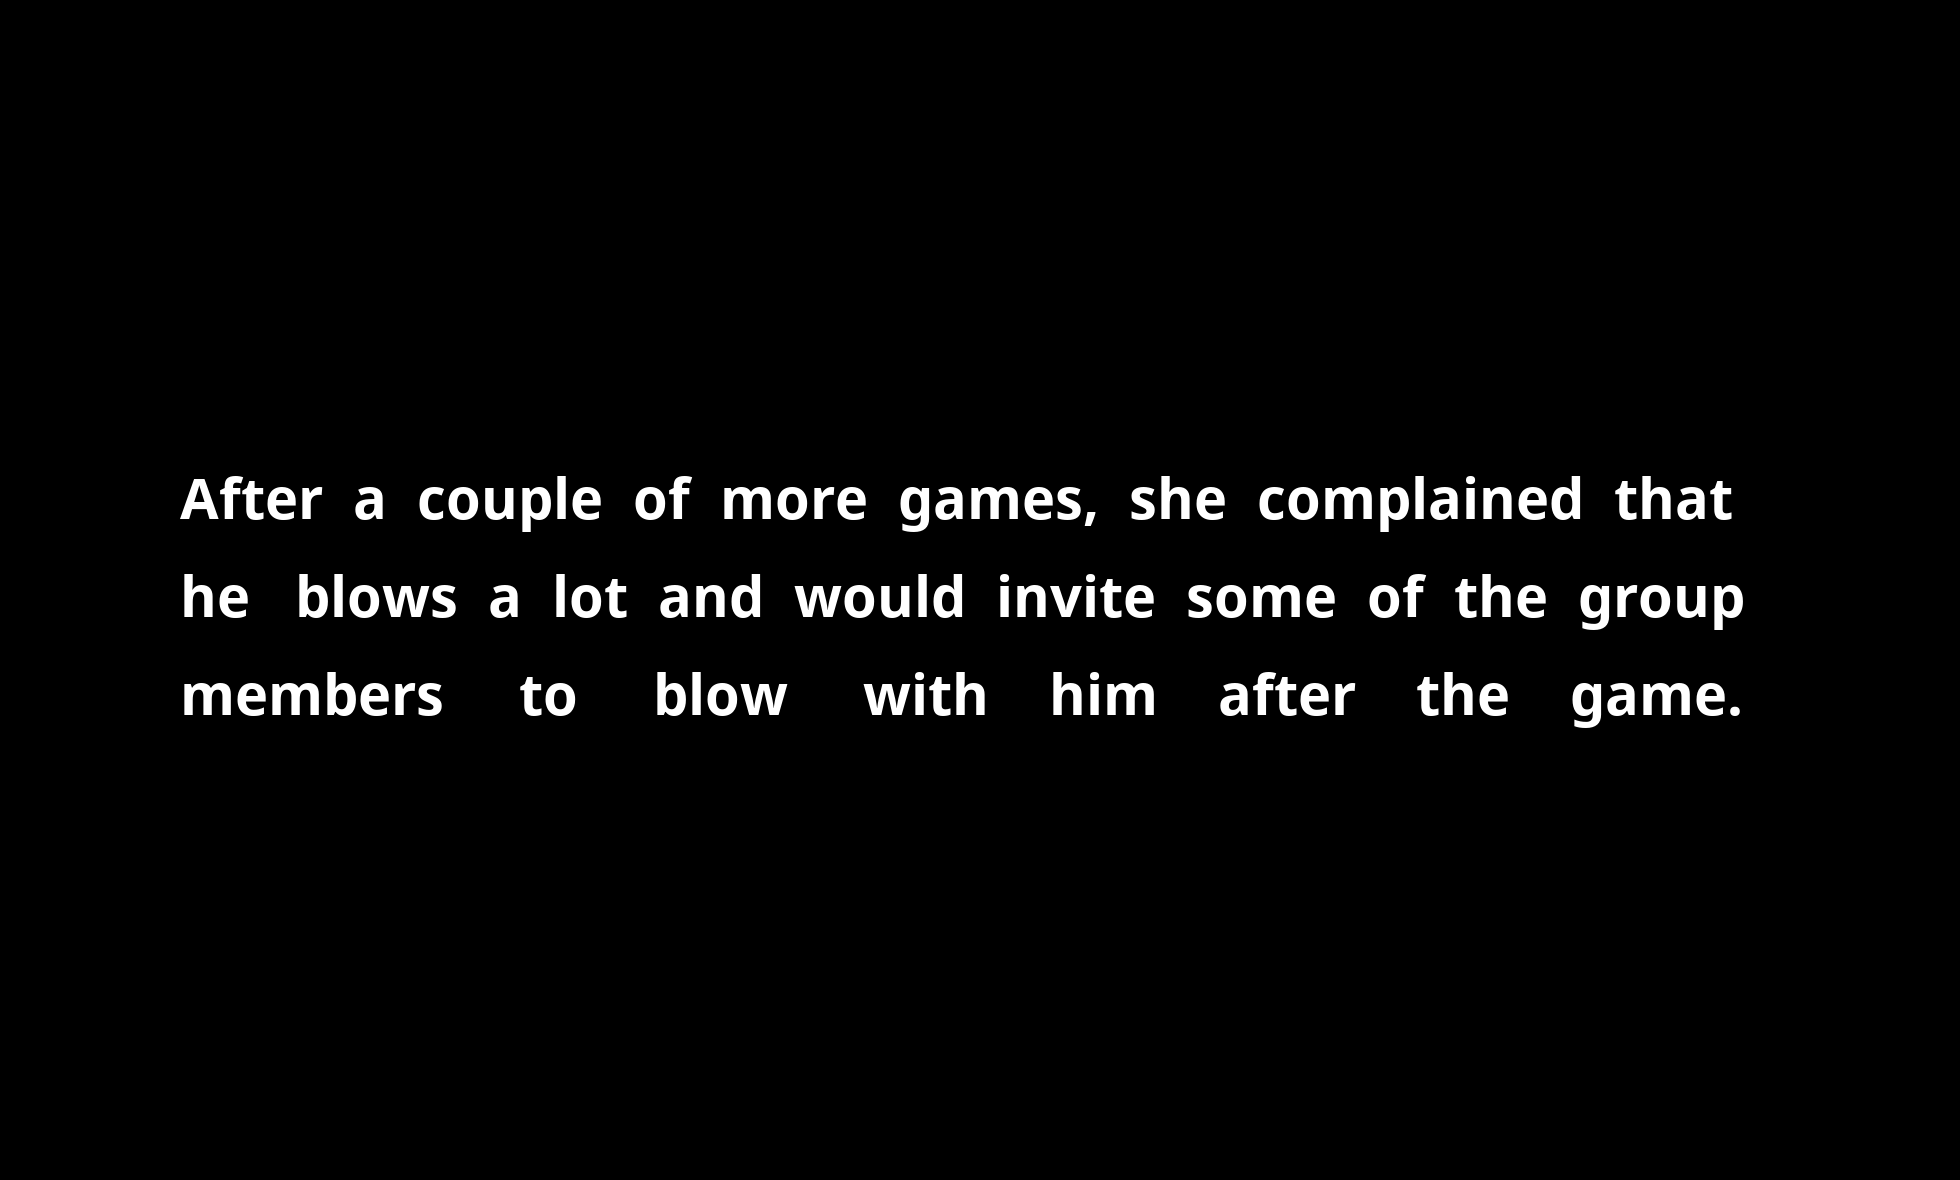 After a couple of more games, she complained that
he blows a lot and would invite some of the group
members to blow with him after the game.